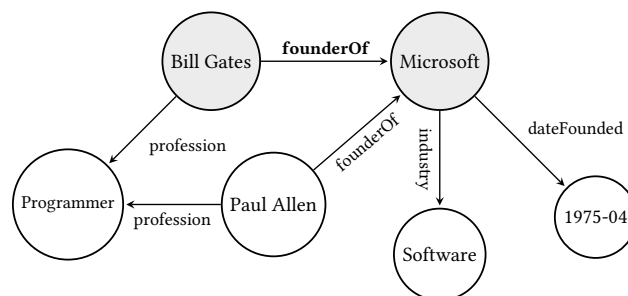 founderOf
Bill Gates
Microsoft
dateFounded
profession
founderOf
industry
Programmer
profession
Paul Allen
1975-04
Software